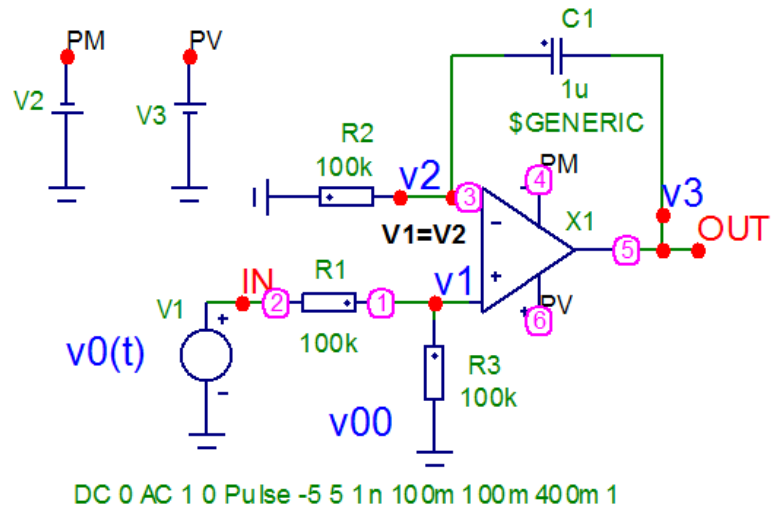 C1
PM
PV
V2
V3
1u
$GENERIC
R2
100k
v2
3
4
PM
v3
V1=V2
X1
OUT
5
IN
R1
v1
V1
2
1
6
PV
100k
v0(t)
R3
100k
v00
DC 0 AC 1 0 Pulse -5 5 1n 100m 100m 400m 1